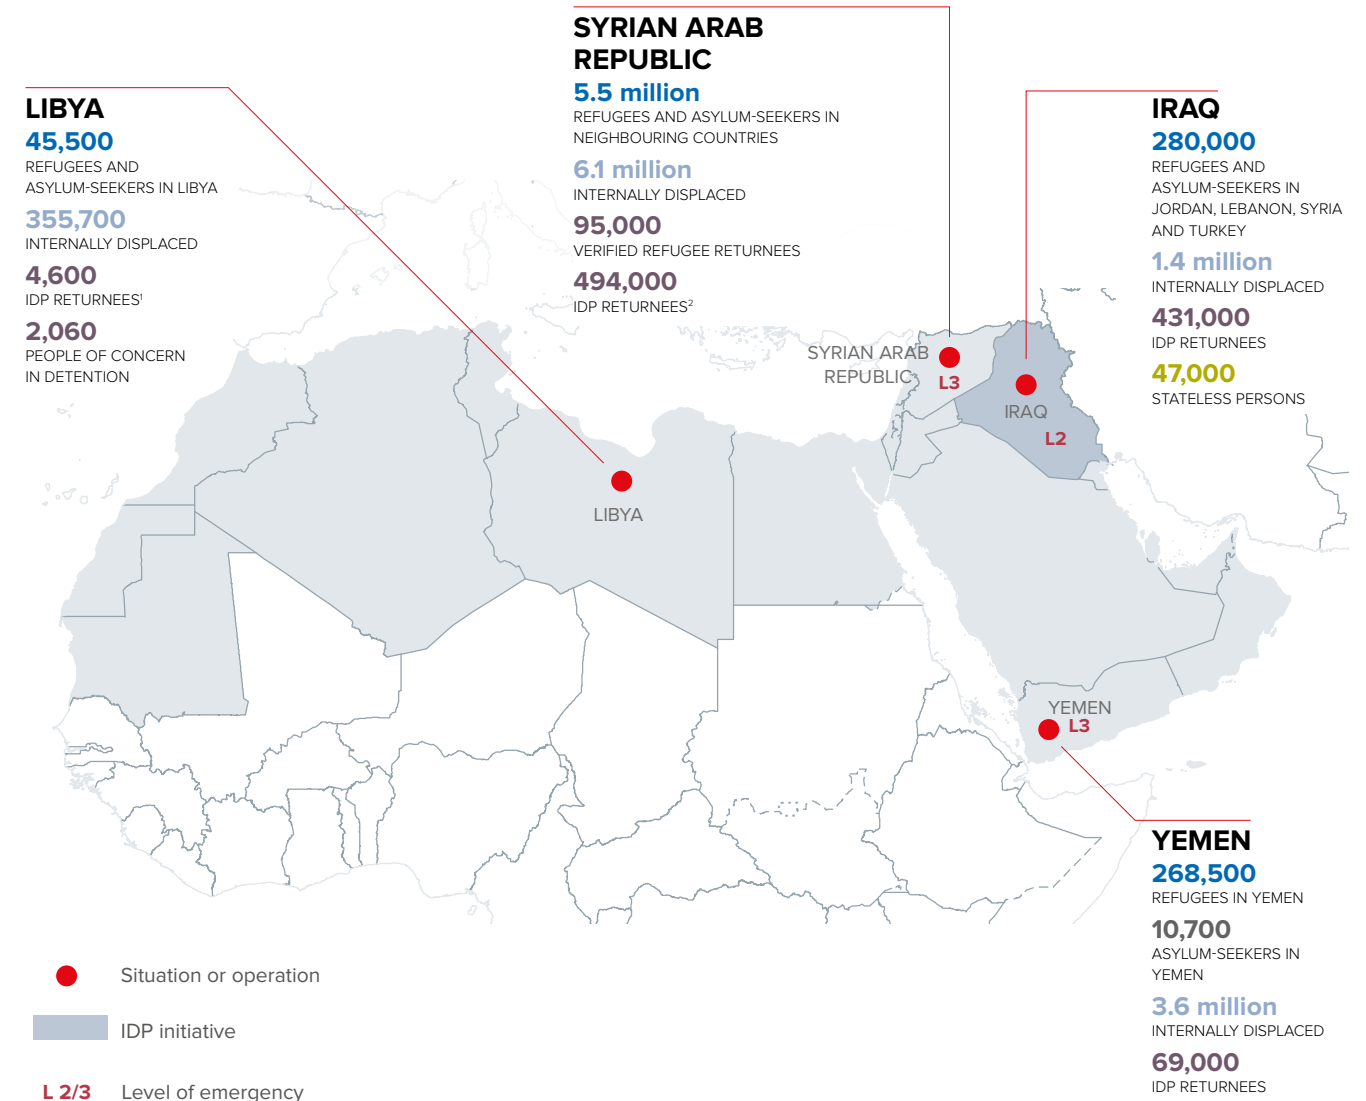 SYRIAN ARAB
REPUBLIC
5.5 million
REFUGEES AND ASYLUM-SEEKERS IN
NEIGHBOURING COUNTRIES
6.1 million
INTERNALLY DISPLACED
95,000
VERIFIED REFUGEE RETURNEES
494,000
IDP RETURNEES²
LIBYA
45,500
REFUGEES AND
ASYLUM-SEEKERS IN LIBYA
355,700
INTERNALLY DISPLACED
4,600
IDP RETURNEES¹
2,060
PEOPLE OF CONCERN
IN DETENTION
IRAQ
280,000
REFUGEES AND
ASYLUM-SEEKERS IN
JORDAN, LEBANON, SYRIA
AND TURKEY
1.4 million
INTERNALLY DISPLACED
431,000
IDP RETURNEES
47,000
STATELESS PERSONS
SYRIAN ARAB
REPUBLIC
L3
IRAQ
L2
LIBYA
YEMEN
L3
YEMEN
268,500
REFUGEES IN YEMEN
10,700
ASYLUM-SEEKERS IN
YEMEN
3.6 million
INTERNALLY DISPLACED
69,000
IDP RETURNEES
Situation or operation
IDP initiative
L 2/3 Level of emergency